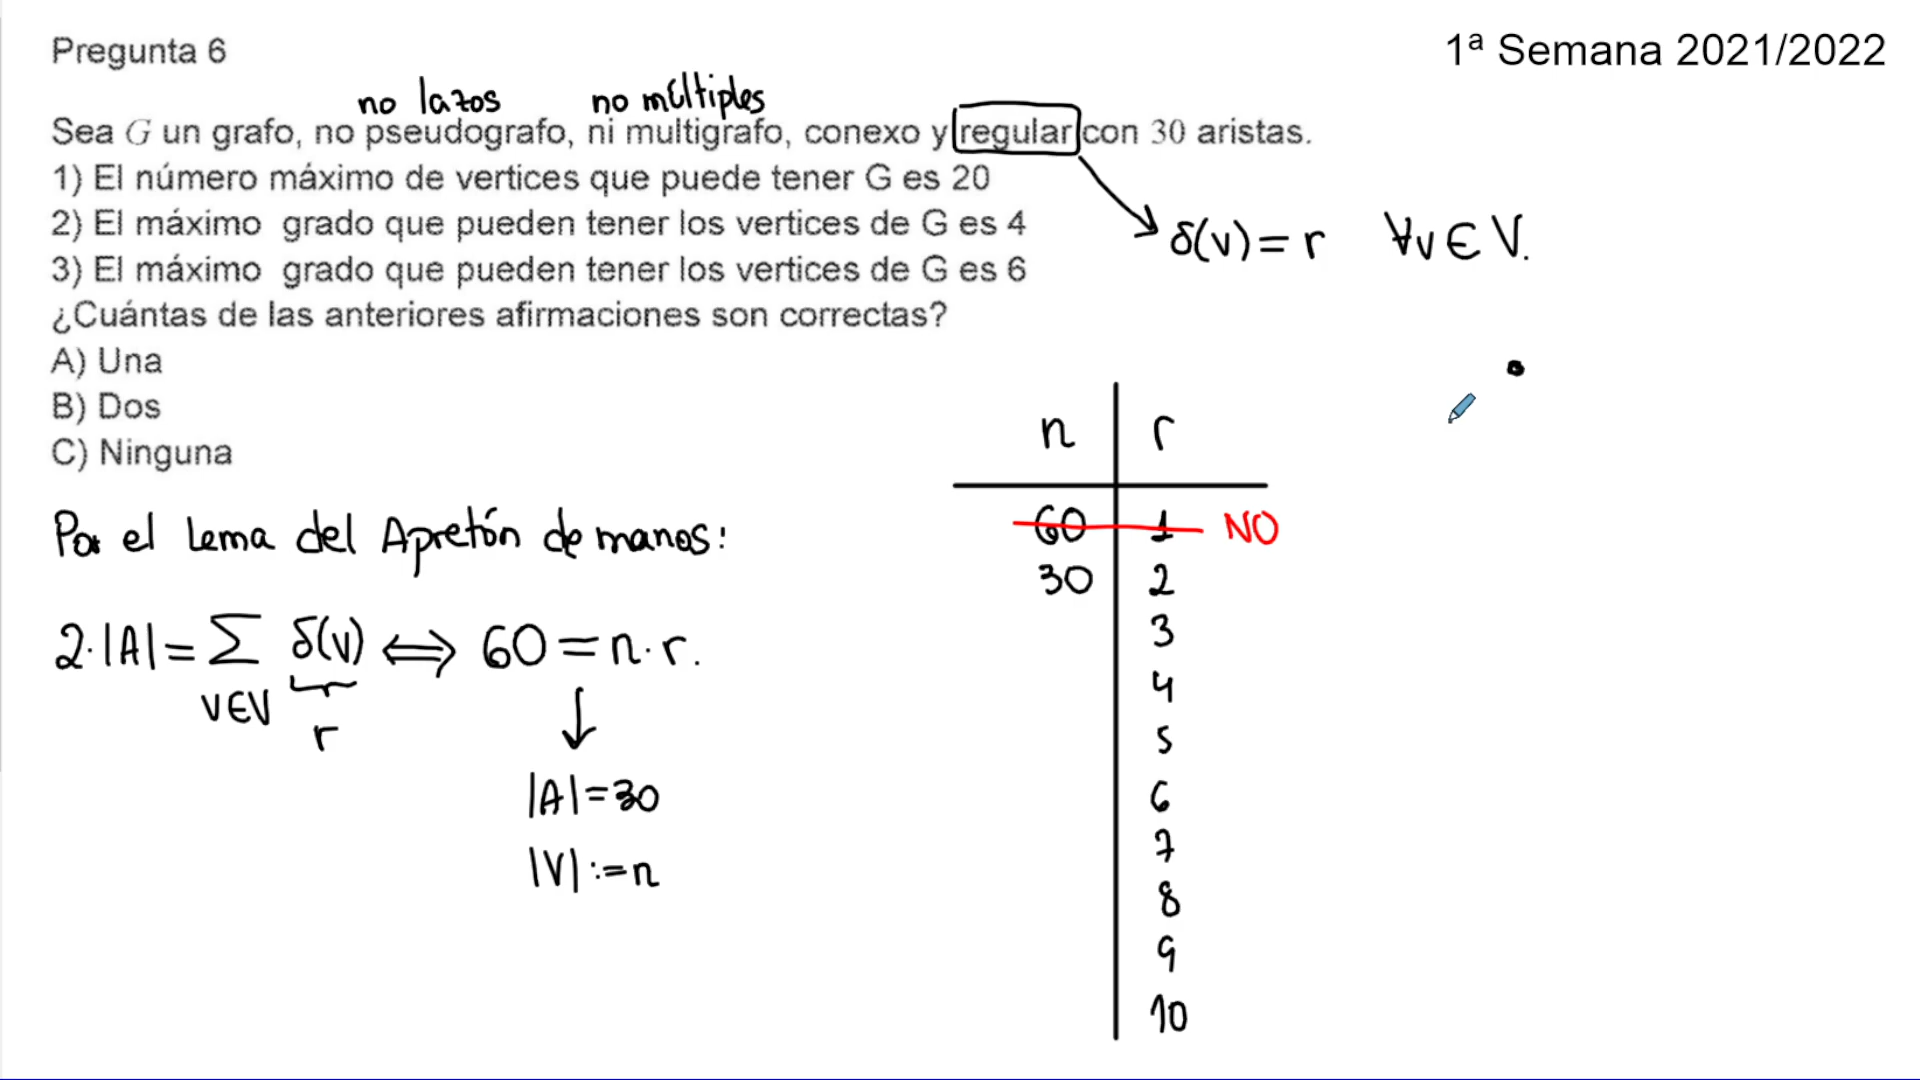 Pregunta 6
1ª Semana 2021/2022
no lazos no múltiples
Sea G un grafo, no pseudografo, ni multigrafo, conexo y regular con 30 aristas.
1) El número máximo de vertices que puede tener G es 20
2) El máximo grado que pueden tener los vertices de G es 4
3) El máximo grado que pueden tener los vertices de G es 6
δ(v) = r ∀v ∈ V.
¿Cuántas de las anteriores afirmaciones son correctas?
A) Una
B) Dos
C) Ninguna
Por el Lema del Apretón de manos:
2·|A| = ∑ δ(v) ⟺ 60 = n·r.
v∈V
r
|A| = 30
|V| := n
n r
60 1 NO
30 2
3
4
5
6
7
8
9
10